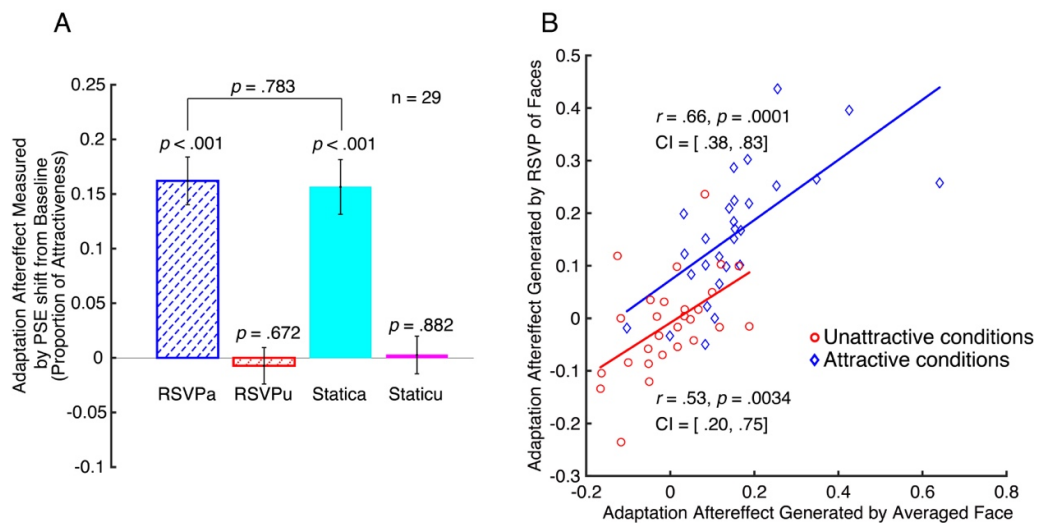 A
Adaptation Aftereffect Measured
by PSE shift from Baseline
(Proportion of Attractiveness)
0.25
0.2
0.15
0.1
0.05
0
-0.05
-0.1
p = .783
n = 29
p < .001
p < .001
p = .672
p = .882
RSVPa
RSVPu
Statica
Staticu
B
Adaptation Aftereffect Generated by RSVP of Faces
0.5
0.4
0.3
0.2
0.1
0
-0.1
-0.2
-0.3
r = .66, p = .0001
CI = [ .38, .83]
Unattractive conditions
Attractive conditions
r = .53, p = .0034
CI = [ .20, .75]
-0.2
0
0.2
0.4
0.6
0.8
Adaptation Aftereffect Generated by Averaged Face